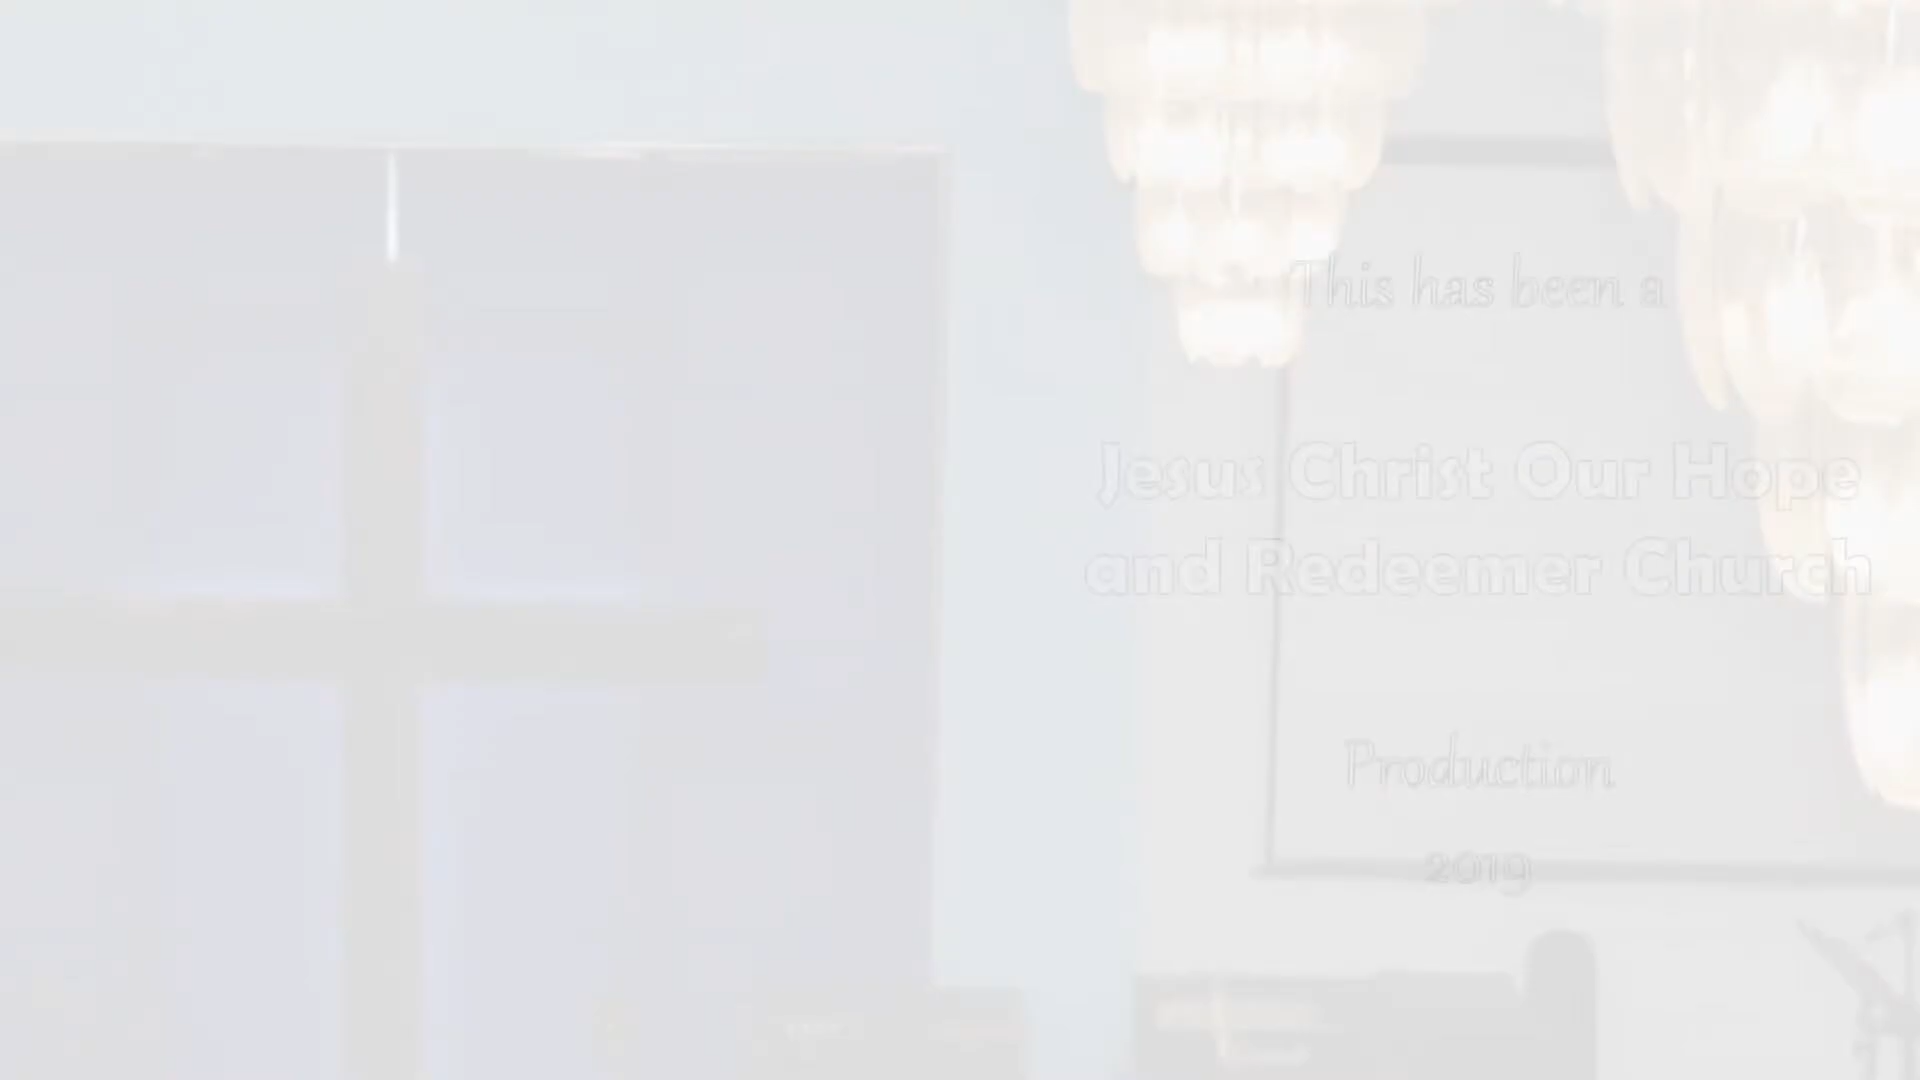 This has been a
Jesus Christ Our Hope
and Redeemer Church
Production
2019